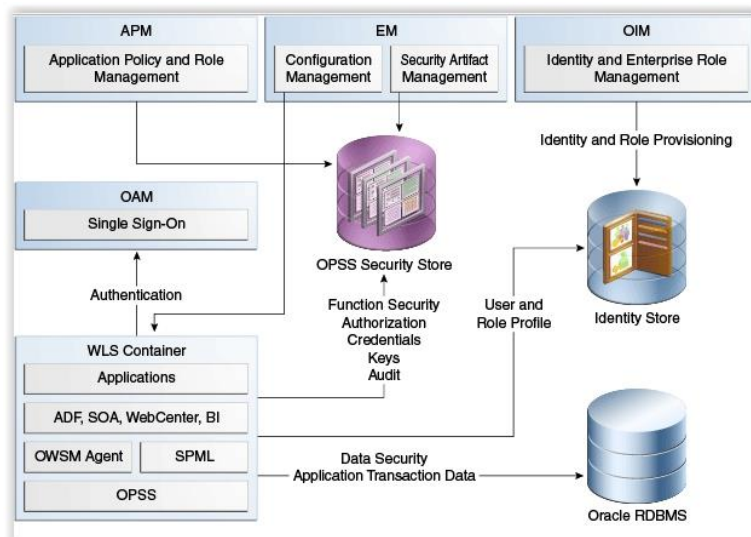 APM
Application Policy and Role
Management
EM
Configuration
Management
Security Artifact
Management
OIM
Identity and Enterprise Role
Management
Identity and Role Provisioning
OAM
Single Sign-On
OPSS Security Store
Authentication
Function Security
Authorization
Credentials
Keys
Audit
User and
Role Profile
Identity Store
WLS Container
Applications
ADF, SOA, WebCenter, BI
OWSM Agent
SPML
OPSS
Data Security
Application Transaction Data
Oracle RDBMS